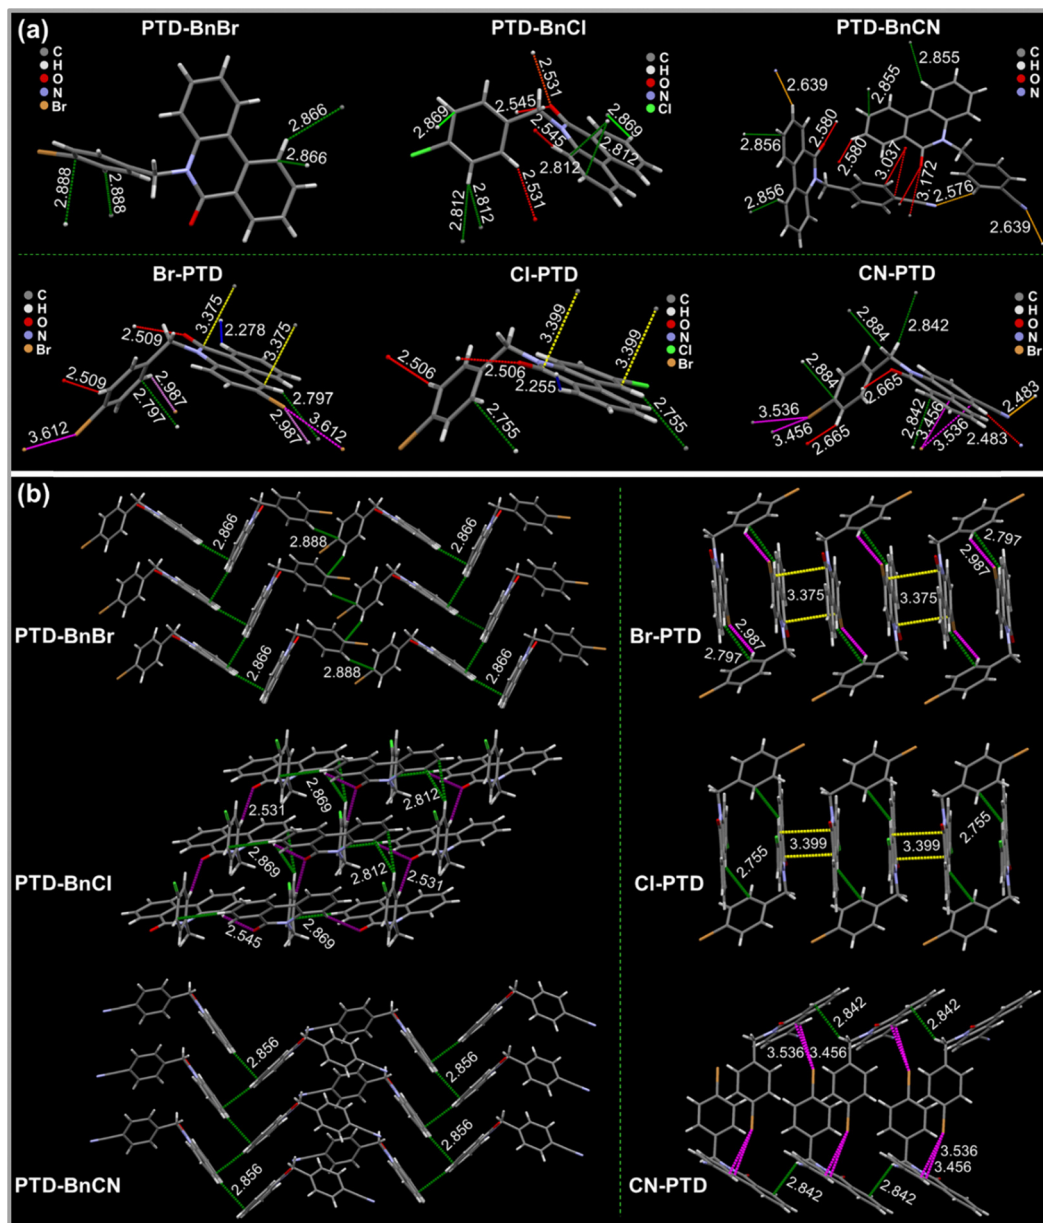 (a)
PTD-BnBr
C
H
O
N
Br
2.866
2.866
2.888
2.888
PTD-BnCl
C
H
O
N
Cl
2.531
2.545
2.869
2.869
2.545
2.812
2.812
2.812
2.812
2.531
PTD-BnCN
C
H
O
N
2.855
2.639
2.855
2.580
2.856
2.580
3.037
3.172
2.576
2.856
2.639
Br-PTD
C
H
O
N
Br
3.375
2.278
3.375
2.509
2.509
2.987
2.797
2.797
2.987
3.612
3.612
Cl-PTD
C
H
O
N
Cl
Br
3.399
3.399
2.506
2.506
2.255
2.755
2.755
CN-PTD
C
H
O
N
Br
2.884
2.842
2.884
2.665
2.483
3.536
3.456
2.665
2.842
3.456
3.536
2.483
(b)
2.866
2.888
2.866
PTD-BnBr
2.866
2.888
2.866
2.797
2.987
3.375
3.375
Br-PTD
2.987
2.797
2.869
2.812
2.531
2.869
2.812
2.531
PTD-BnCl
2.545
2.869
2.755
3.399
3.399
2.755
Cl-PTD
2.856
2.856
2.856
2.856
PTD-BnCN
2.842
2.842
3.536
3.456
3.536
3.456
CN-PTD
2.842
2.842